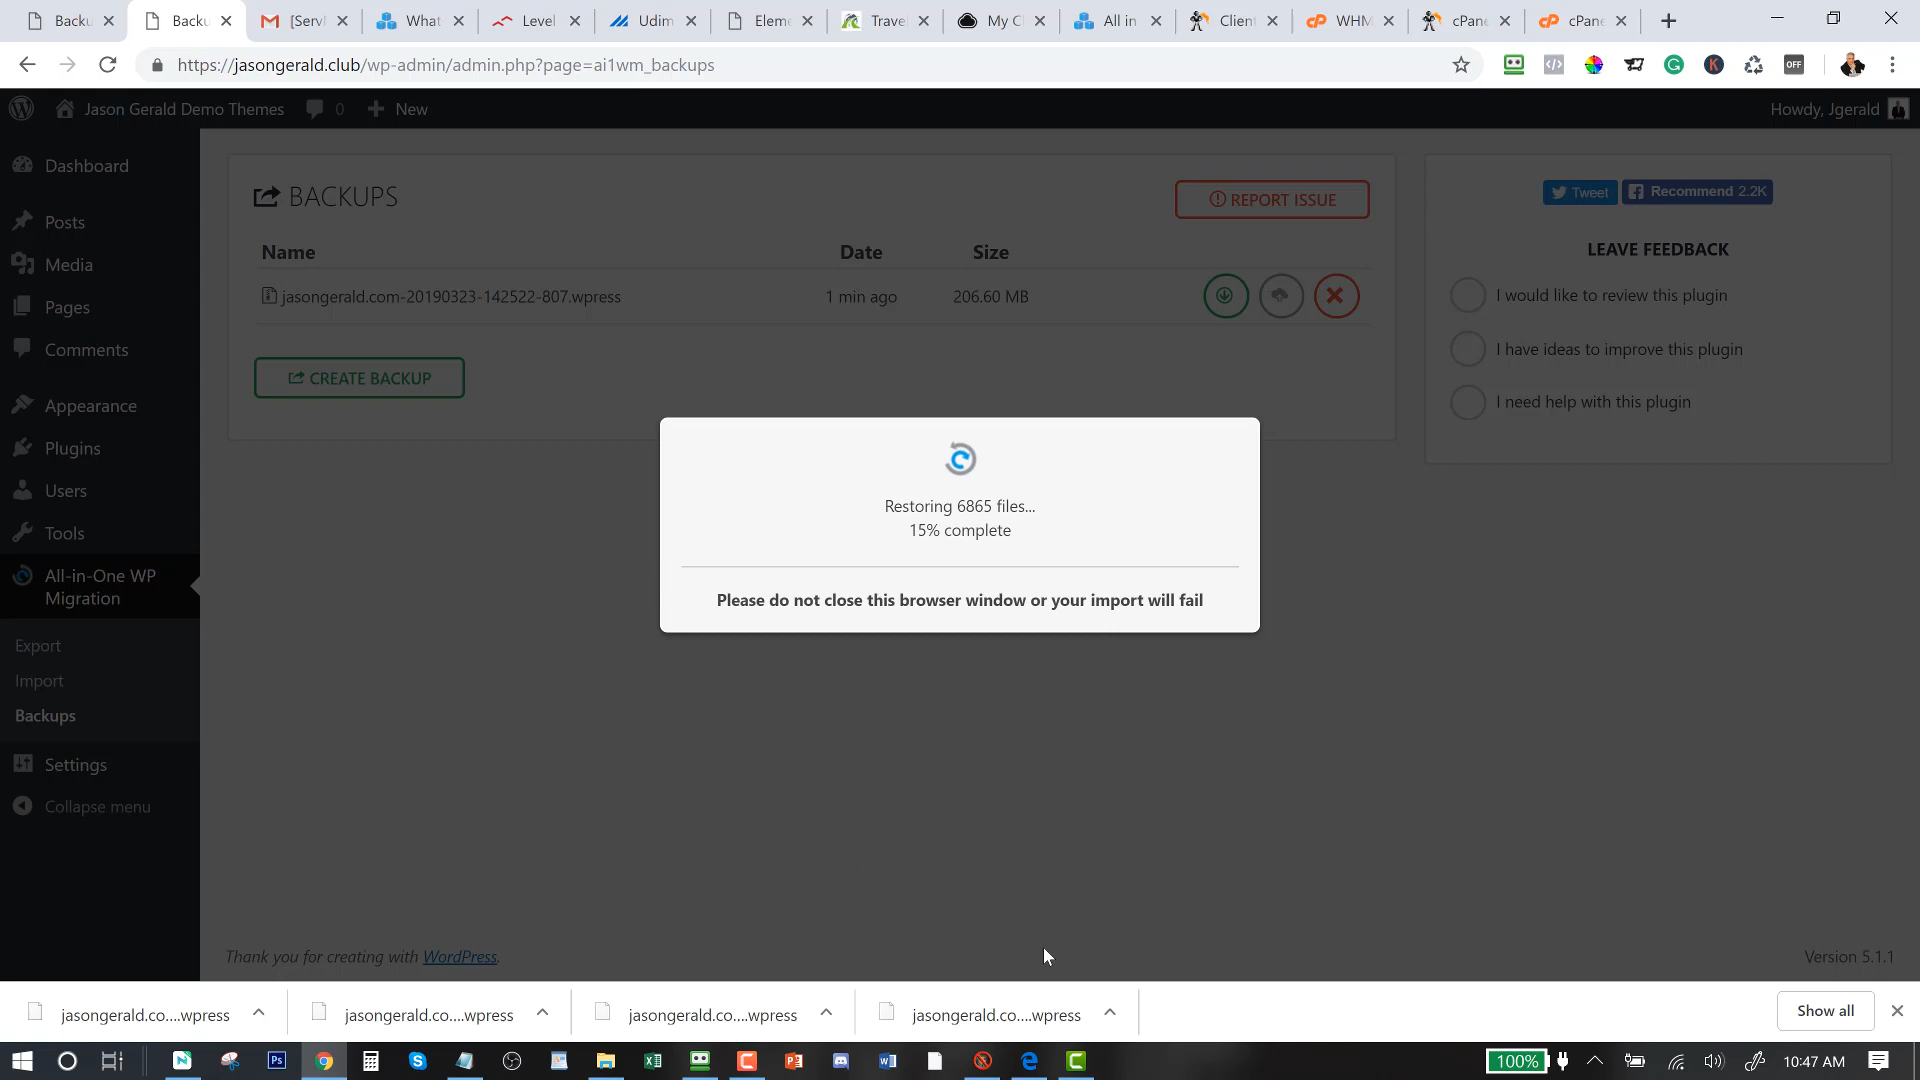 Backu
Backu
[Servi
What
Level
Udim
Eleme
Trave
My Cl
All in
Client
WHM
cPane
cPane
https://jasongerald.club/wp-admin/admin.php?page=ai1wm_backups
OFF
Jason Gerald Demo Themes
0
New
Howdy, Jgerald
Dashboard
Posts
Media
Pages
Comments
Appearance
Plugins
Users
Tools
All-in-One WP
Migration
Export
Import
Backups
Settings
Collapse menu
BACKUPS
REPORT ISSUE
Name Date Size
jasongerald.com-20190323-142522-807.wpress 1 min ago 206.60 MB
CREATE BACKUP
Tweet
Recommend 2.2K
LEAVE FEEDBACK
I would like to review this plugin
I have ideas to improve this plugin
I need help with this plugin
Restoring 6865 files...
15% complete
Please do not close this browser window or your import will fail
Thank you for creating with WordPress.
Version 5.1.1
jasongerald.co....wpress
jasongerald.co....wpress
jasongerald.co....wpress
jasongerald.co....wpress
Show all
100%
10:47 AM